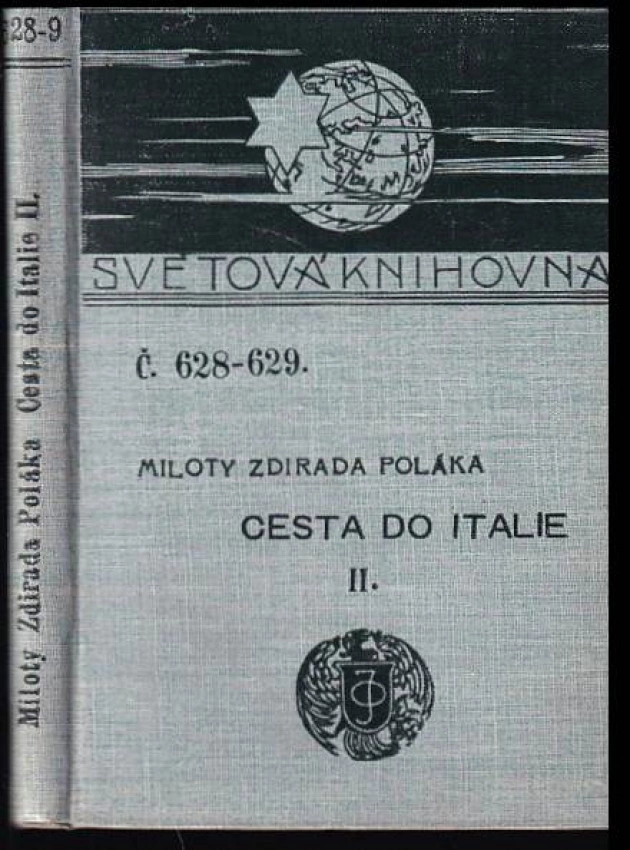 628-9
Miloty Zdirada Poláka Cesta do Italie II.
SVĚTOVÁ KNIHOVNA
Č. 628-629.
MILOTY ZDIRADA POLÁKA
CESTA DO ITALIE
II.
JO